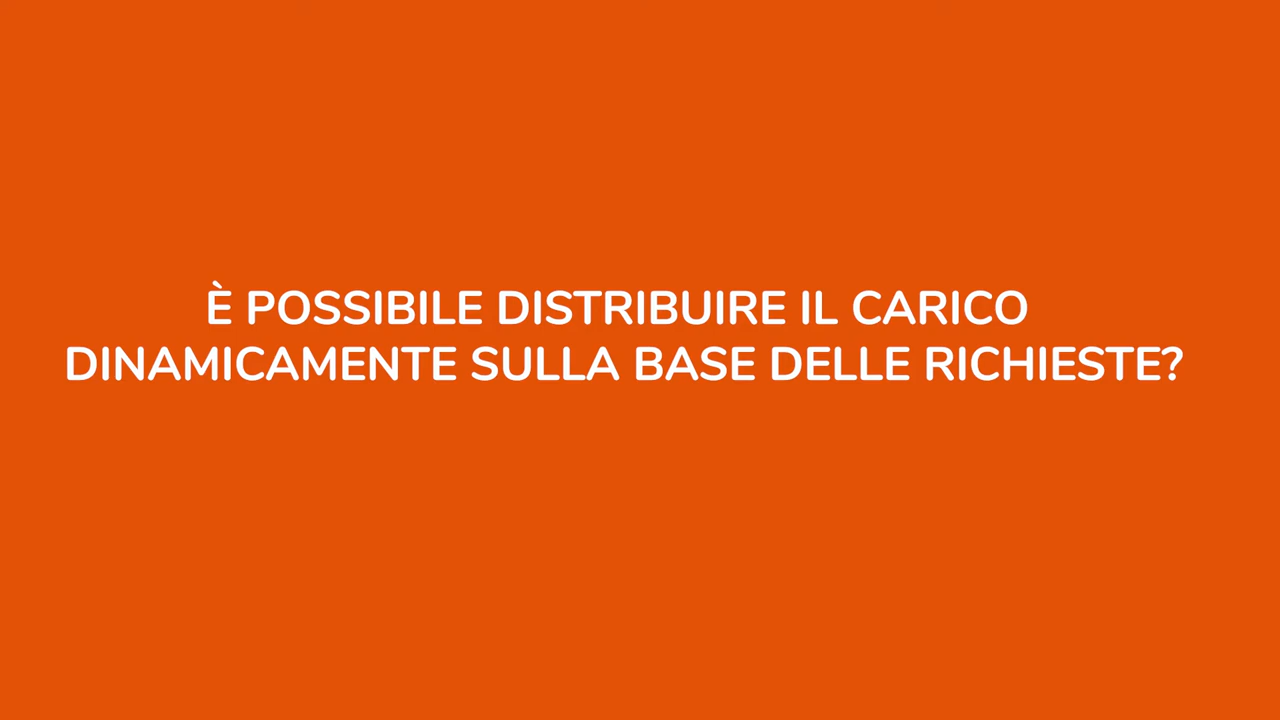 È POSSIBILE DISTRIBUIRE IL CARICO
DINAMICAMENTE SULLA BASE DELLE RICHIESTE?